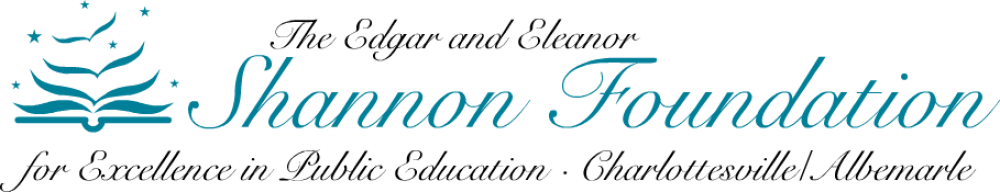 The Edgar and Eleanor
Shannon Foundation
for Excellence in Public Education · Charlottesville/Albemarle